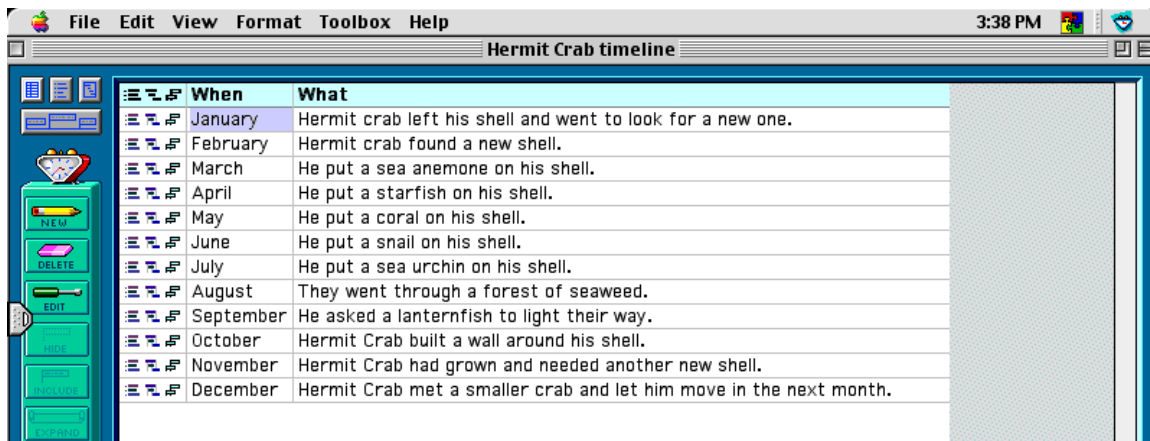 File Edit View Format Toolbox Help 3:38 PM
Hermit Crab timeline
When What
January Hermit crab left his shell and went to look for a new one.
February Hermit crab found a new shell.
March He put a sea anemone on his shell.
April He put a starfish on his shell.
May He put a coral on his shell.
June He put a snail on his shell.
July He put a sea urchin on his shell.
August They went through a forest of seaweed.
September He asked a lanternfish to light their way.
October Hermit Crab built a wall around his shell.
November Hermit Crab had grown and needed another new shell.
December Hermit Crab met a smaller crab and let him move in the next month.
NEW
DELETE
EDIT
HIDE
INCLUDE
EXPAND